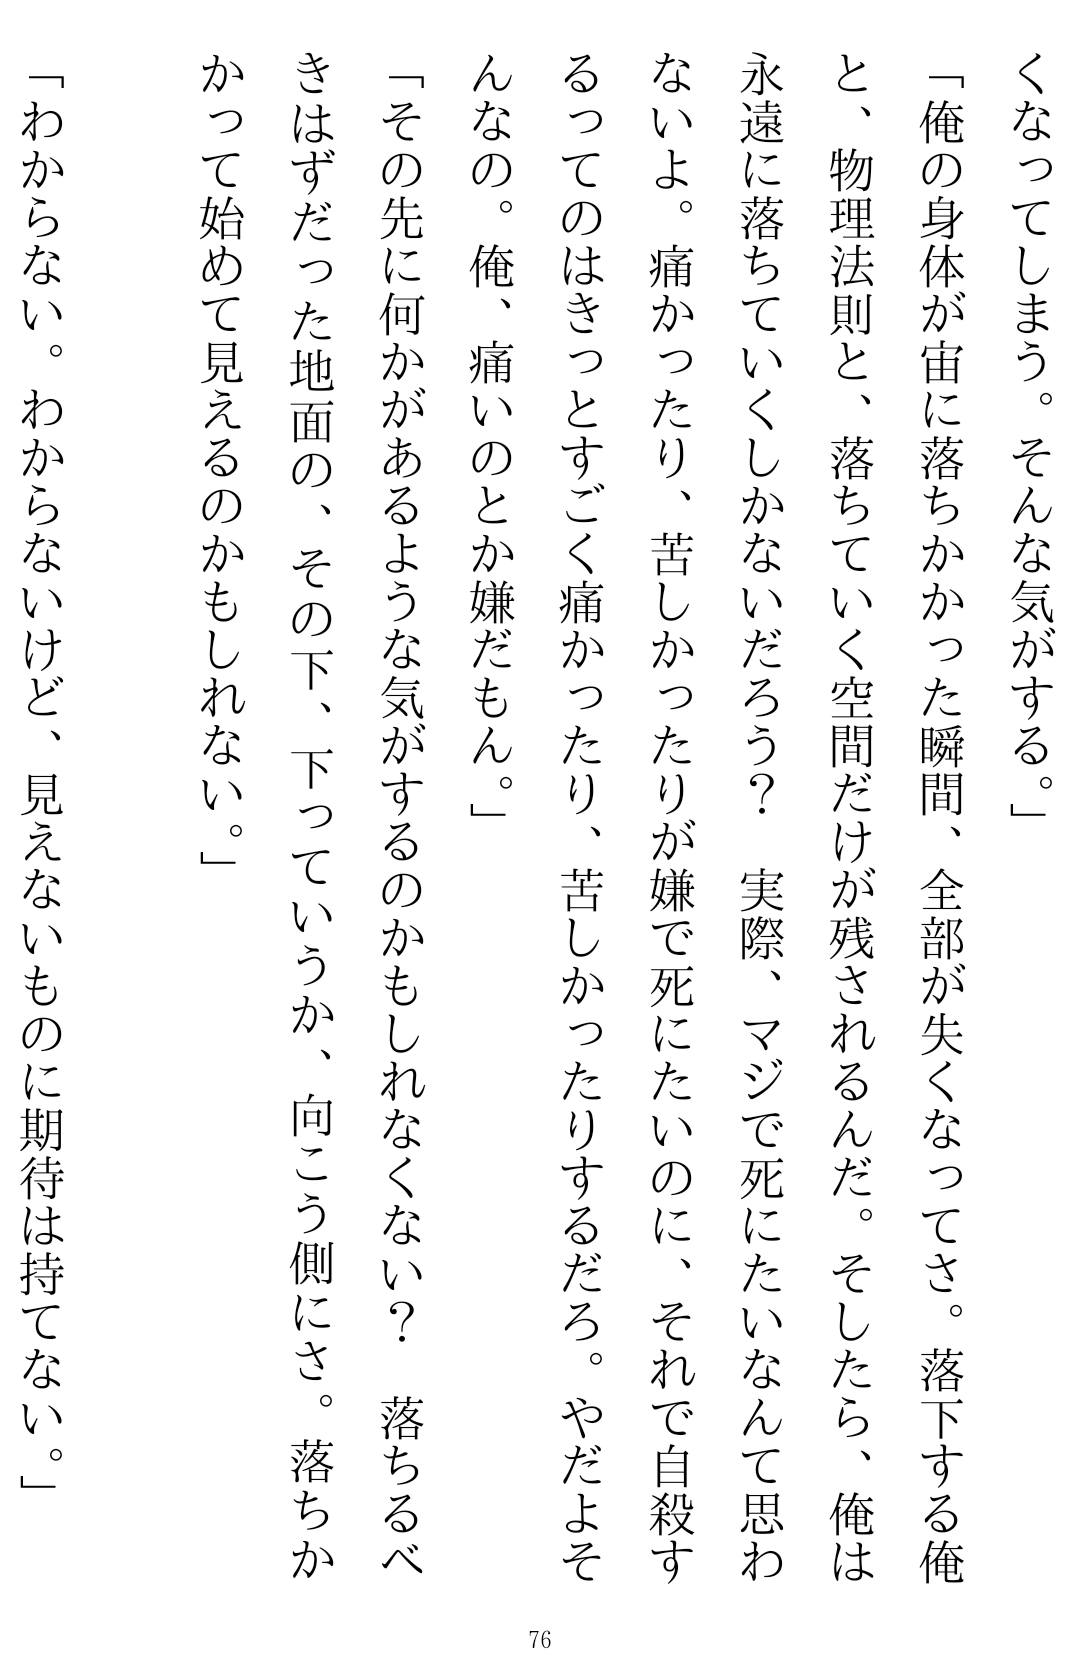 くなってしまう。そんな気がする。」
「俺の身体が宙に落ちかかった瞬間、全部が失くなってさ。落下する俺
と、物理法則と、落ちていく空間だけが残されるんだ。そしたら、俺は
永遠に落ちていくしかないだろう？　実際、マジで死にたいなんて思わ
ないよ。痛かったり、苦しかったりが嫌で死にたいのに、それで自殺す
るってのはきっとすごく痛かったり、苦しかったりするだろ。やだよそ
んなの。俺、痛いのとか嫌だもん。」
「その先に何かがあるような気がするのかもしれなくない？　落ちるべ
きはずだった地面の、その下、下っていうか、向こう側にさ。落ちか
かって始めて見えるのかもしれない。」
「わからない。わからないけど、見えないものに期待は持てない。」
76